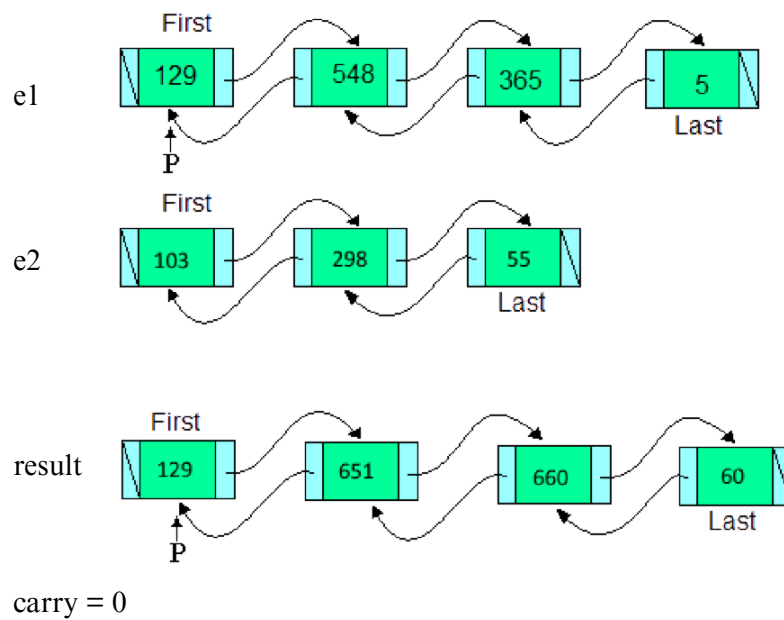 First
e1 129 548 365 5
Last
P
First
e2 103 298 55
Last
First
result 129 651 660 60
Last
P
carry = 0